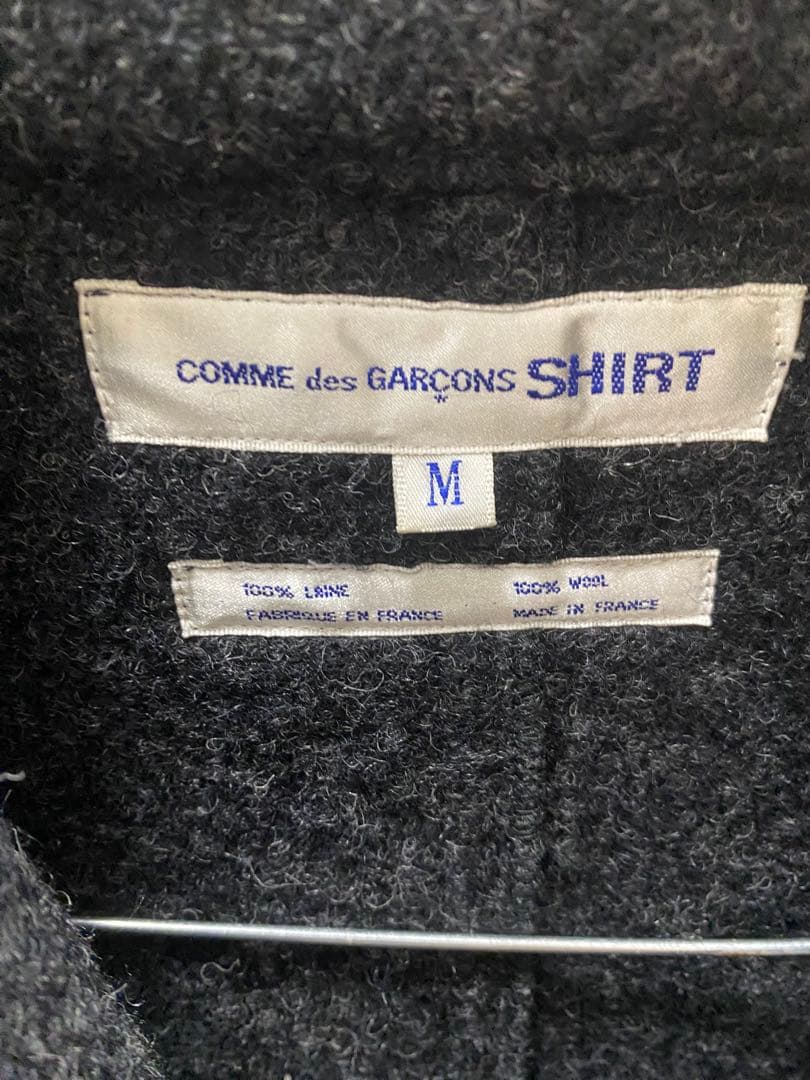 COMME des GARÇONS SHIRT
*
M
100% LAINE 100% WOOL
FABRIQUE EN FRANCE MADE IN FRANCE